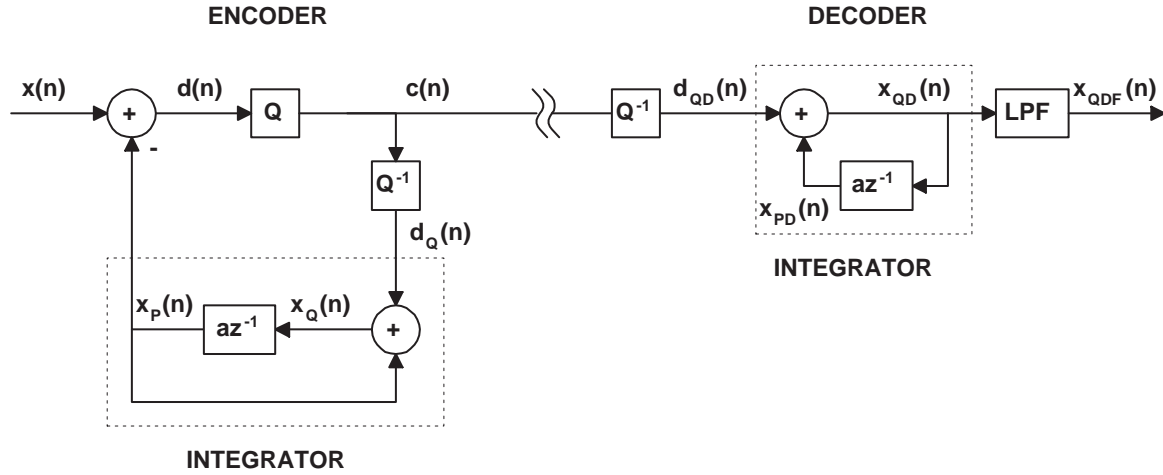 ENCODER
DECODER
x(n)
+
-
d(n)
Q
c(n)
Q⁻¹
d_QD(n)
+
x_QD(n)
LPF
x_QDF(n)
Q⁻¹
az⁻¹
x_PD(n)
d_Q(n)
INTEGRATOR
x_P(n)
az⁻¹
x_Q(n)
+
INTEGRATOR